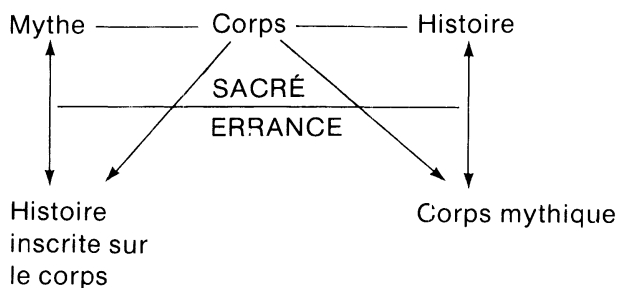 Mythe Corps Histoire
SACRÉ
ERRANCE
Histoire
inscrite sur
le corps
Corps mythique